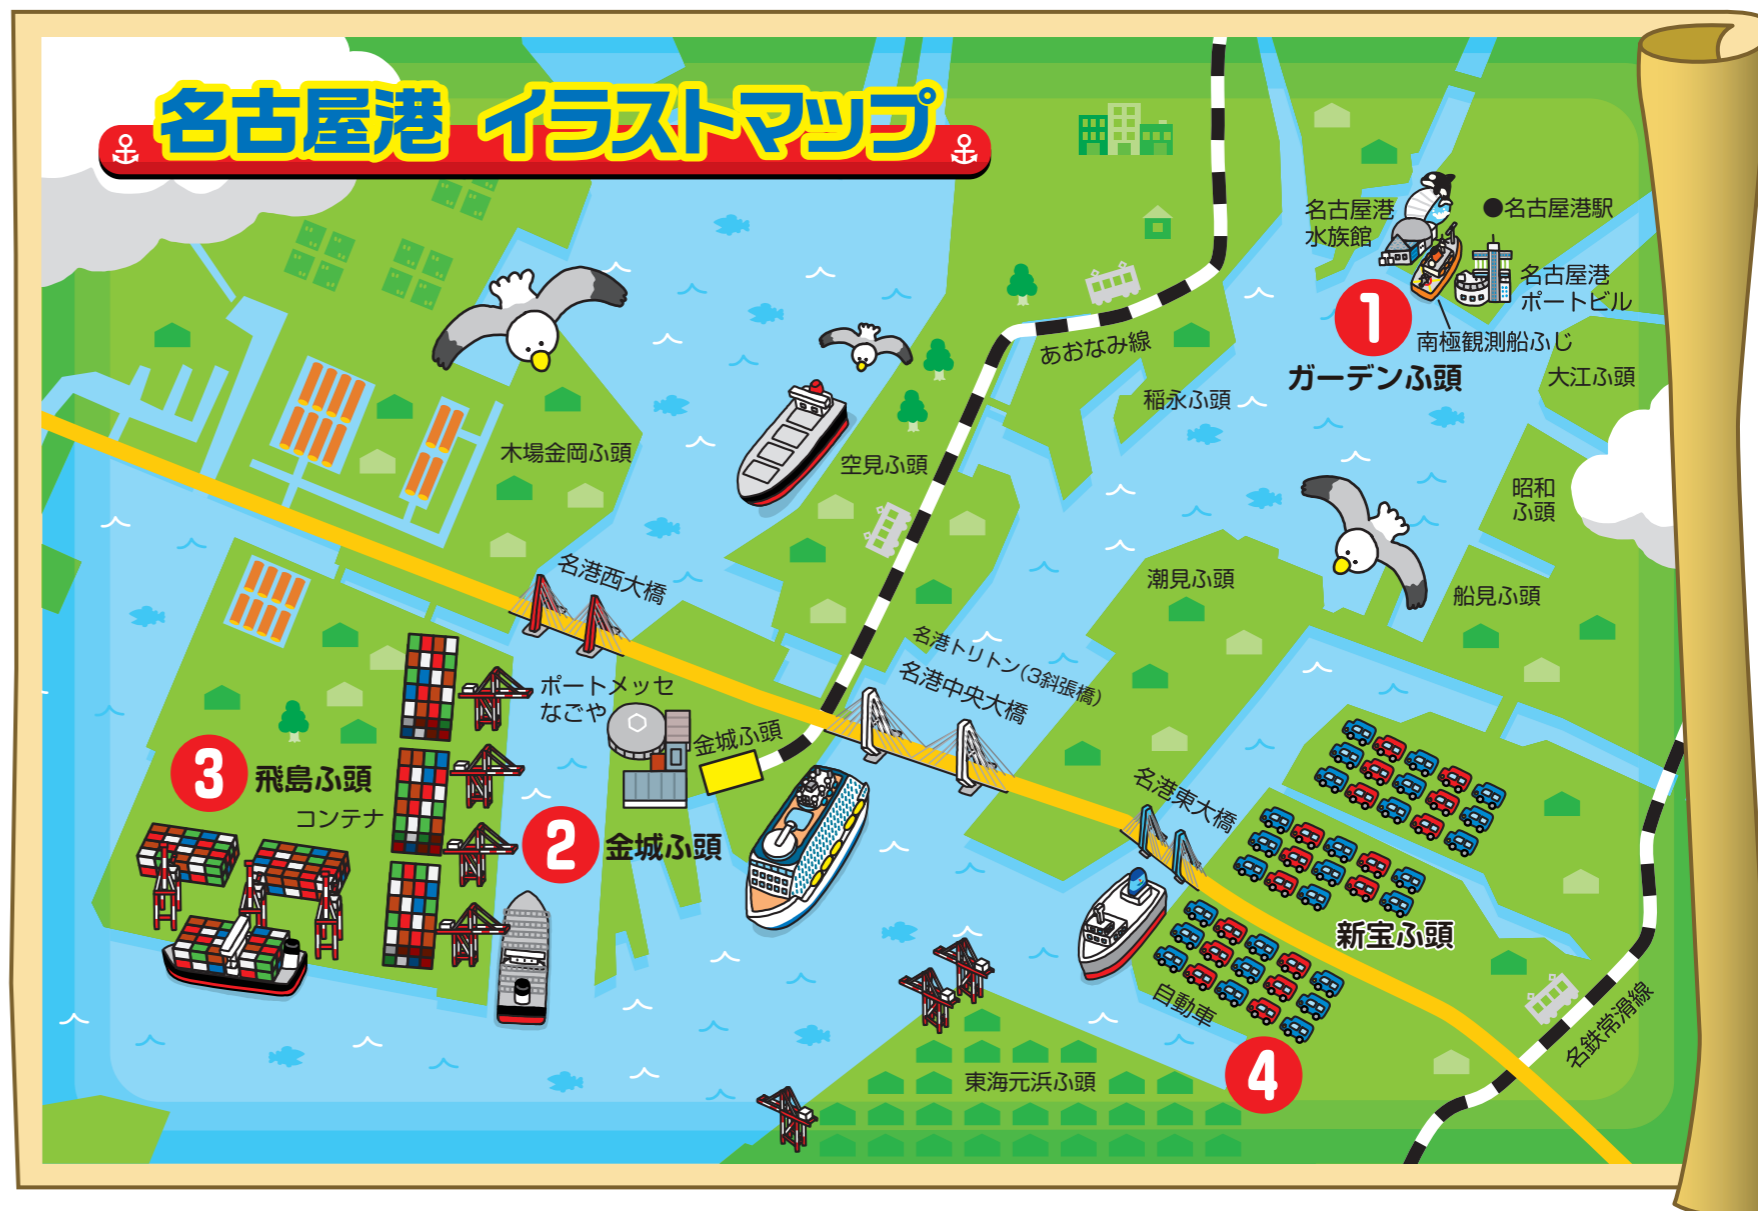 名古屋港 イラストマップ
名古屋港
水族館
●名古屋港駅
名古屋港
ポートビル
1
南極観測船ふじ
ガーデンふ頭
大江ふ頭
あおなみ線
稲永ふ頭
木場金岡ふ頭
空見ふ頭
昭和
ふ頭
潮見ふ頭
船見ふ頭
名港西大橋
名港トリトン(3斜張橋)
名港中央大橋
ポートメッセ
なごや
金城ふ頭
名港東大橋
3
飛島ふ頭
コンテナ
2
金城ふ頭
新宝ふ頭
自動車
4
名鉄常滑線
東海元浜ふ頭